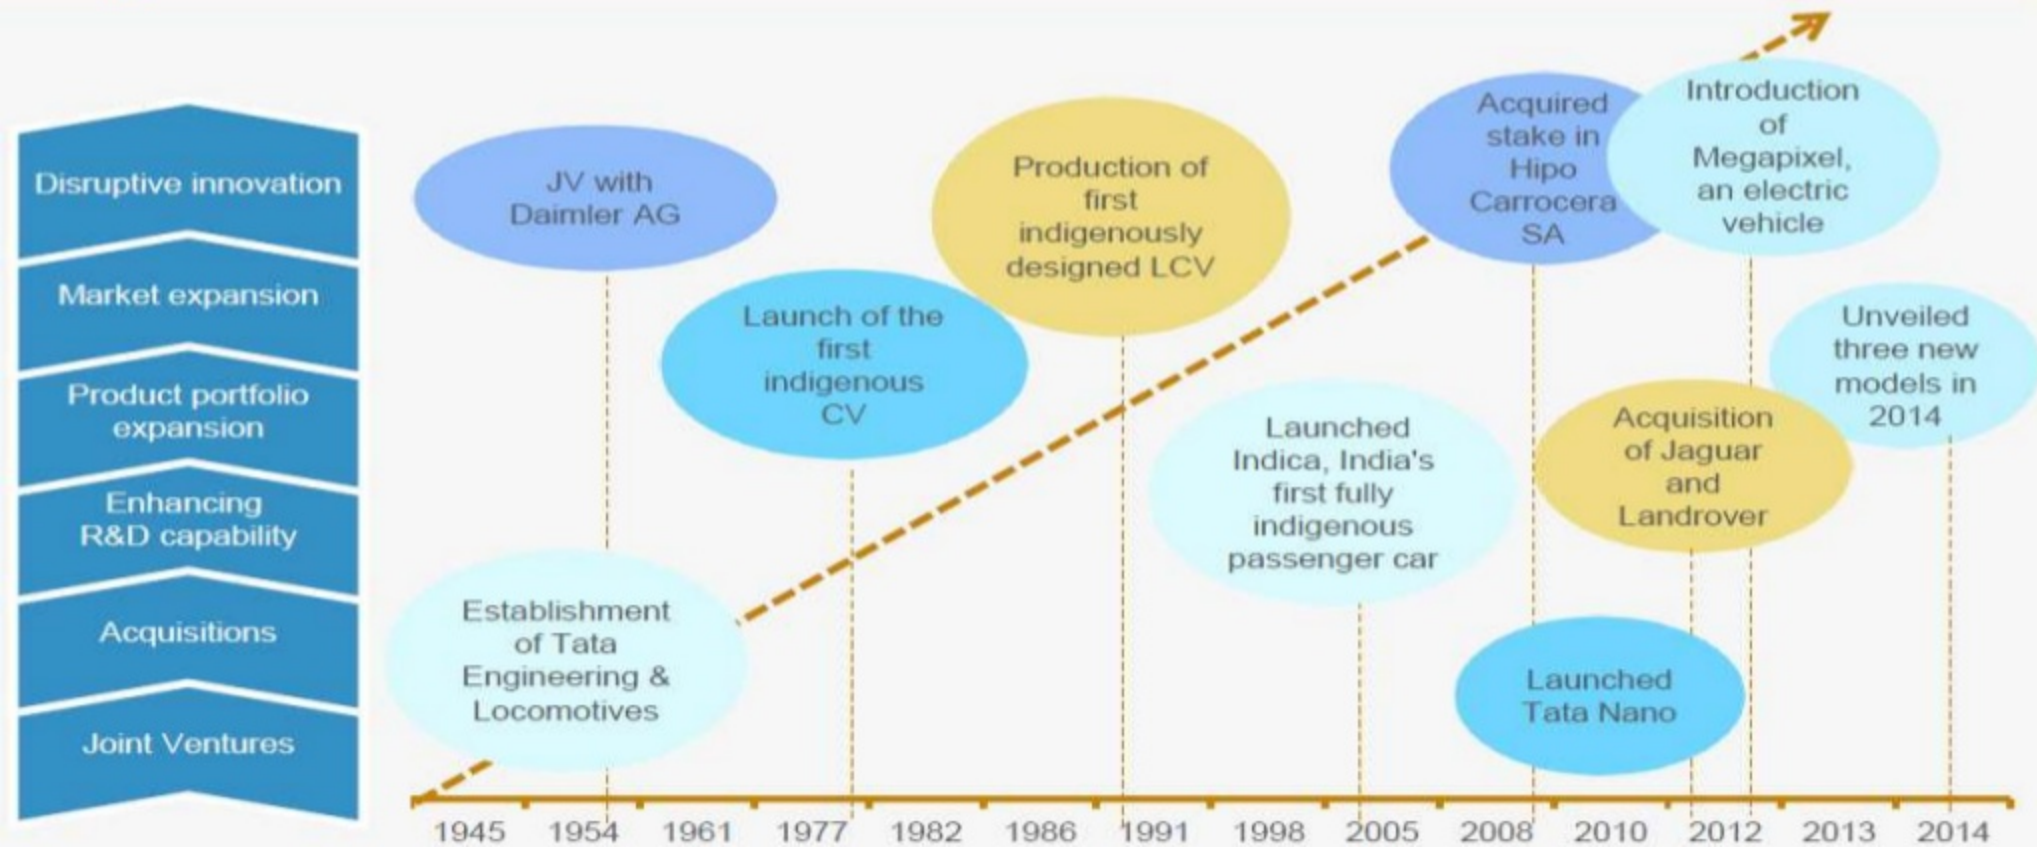 Disruptive innovation
Market expansion
Product portfolio
expansion
Enhancing
R&D capability
Acquisitions
Joint Ventures
JV with
Daimler AG
Launch of the
first
indigenous
CV
Production of
first
indigenously
designed LCV
Acquired
stake in
Hipo
Carrocera
SA
Introduction
of
Megapixel,
an electric
vehicle
Unveiled
three new
models in
2014
Establishment
of Tata
Engineering &
Locomotives
Launched
Indica, India's
first fully
indigenous
passenger car
Acquisition
of Jaguar
and
Landrover
Launched
Tata Nano
1945 1954 1961 1977 1982 1986 1991 1998 2005 2008 2010 2012 2013 2014